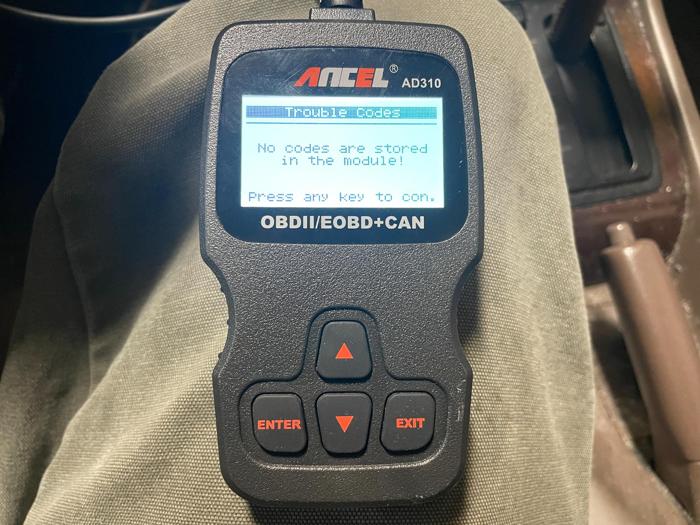 ANCEL®
AD310
Trouble Codes
No codes are stored
in the module!
Press any key to con.
OBDII/EOBD+CAN
ENTER
EXIT